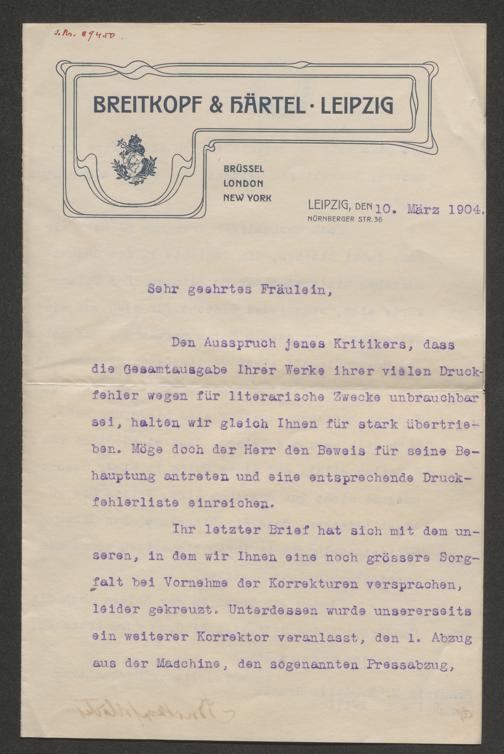 J.Nr. 89450
BREITKOPF & HÄRTEL · LEIPZIG
BRÜSSEL
LONDON
NEW YORK
LEIPZIG, DEN 10. März 1904.
NÜRNBERGER STR. 36
Sehr geehrtes Fräulein,
Den Ausspruch jenes Kritikers, dass
die Gesamtausgabe Ihrer Werke ihrer vielen Druck-
fehler wegen für literarische Zwecke unbrauchbar
sei, halten wir gleich Ihnen für stark übertrie-
ben. Möge doch der Herr den Beweis für seine Be-
hauptung antreten und eine entsprechende Druck-
fehlerliste einreichen.
Ihr letzter Brief hat sich mit dem un-
seren, in dem wir Ihnen eine noch grössere Sorg-
falt bei Vornehme der Korrekturen versprachen,
leider gekreuzt. Unterdessen wurde unsererseits
ein weiterer Korrektor veranlasst, den 1. Abzug
aus der Maschine, den sogenannten Pressabzug,